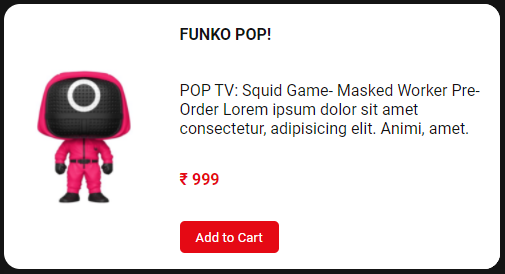 FUNKO POP!
POP TV: Squid Game- Masked Worker Pre-
Order Lorem ipsum dolor sit amet
consectetur, adipisicing elit. Animi, amet.
₹ 999
Add to Cart